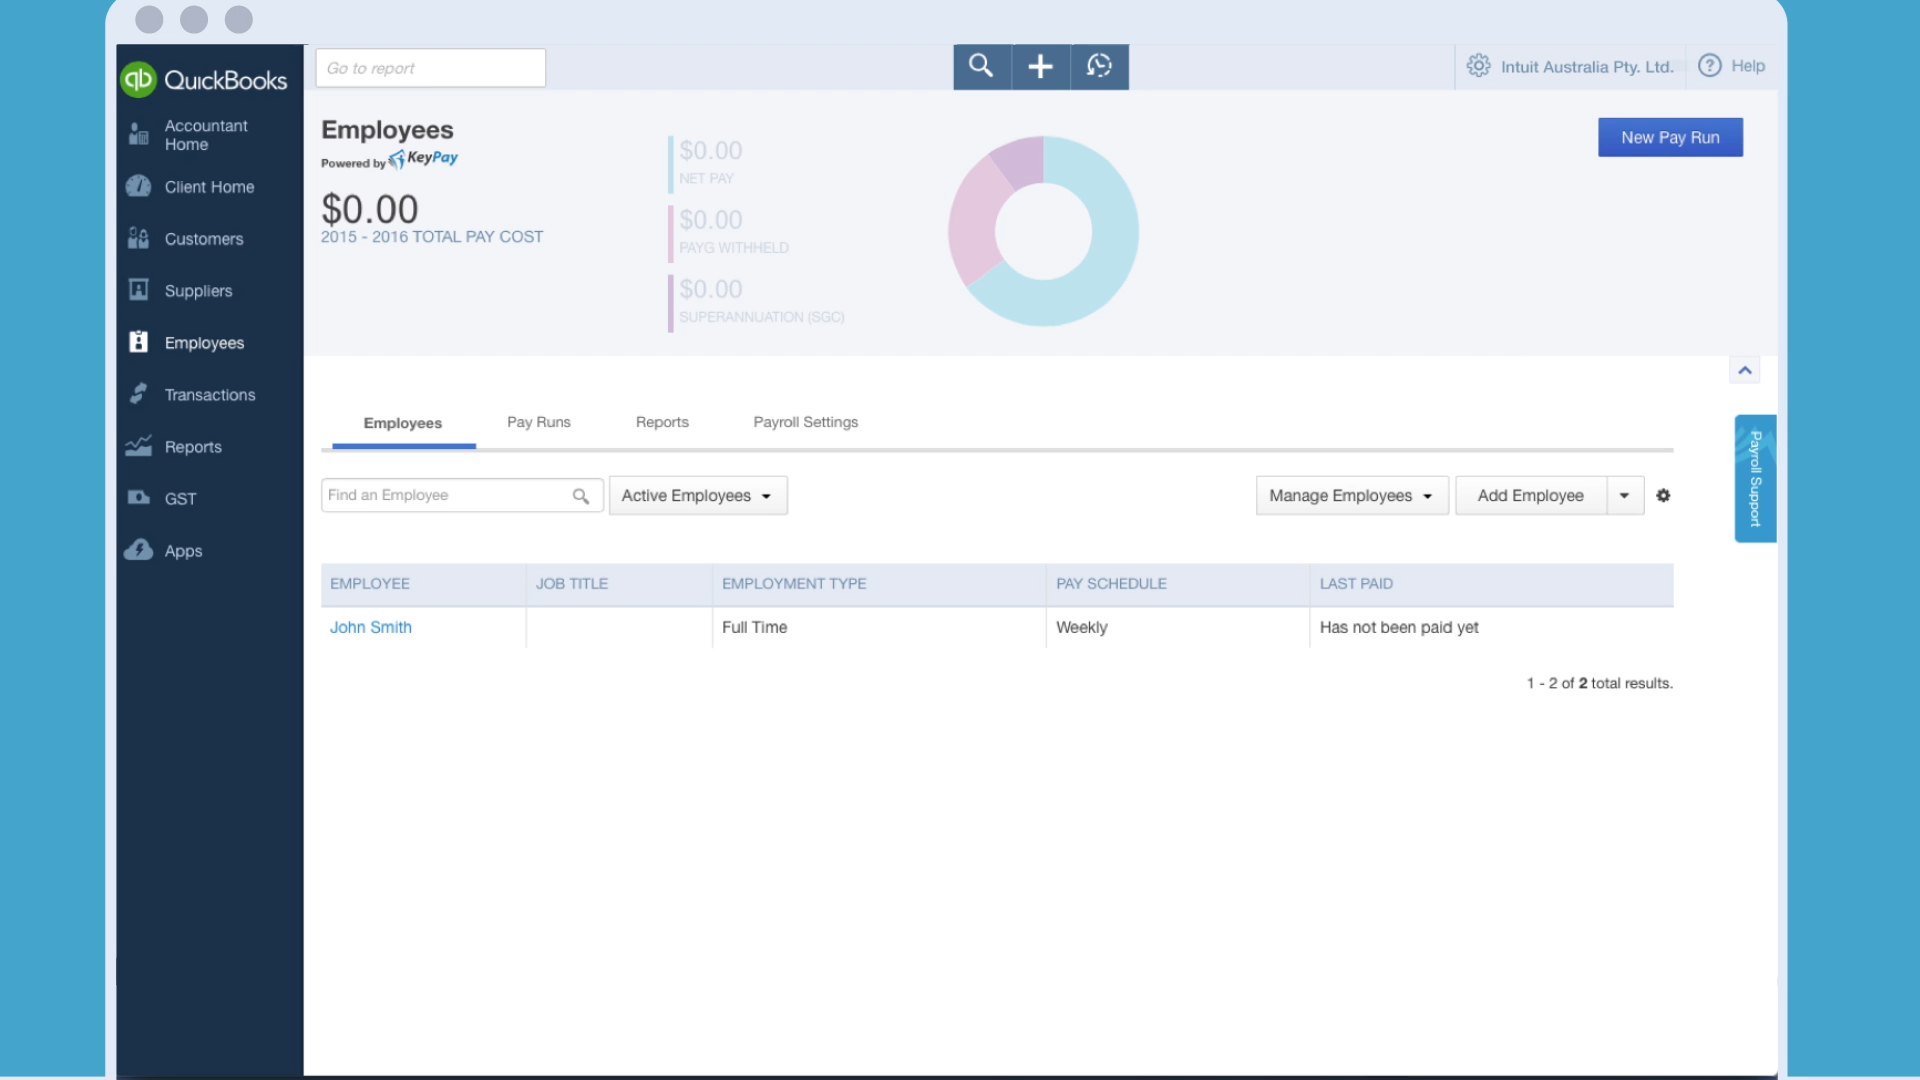 QuickBooks
Go to report
Intuit Australia Pty. Ltd.
Help
Accountant
Home
Client Home
Customers
Suppliers
Employees
Transactions
Reports
GST
Apps
Employees
Powered by KeyPay
$0.00
2015 - 2016 TOTAL PAY COST
$0.00
NET PAY
$0.00
PAYG WITHHELD
$0.00
SUPERANNUATION (SGC)
New Pay Run
Employees
Pay Runs
Reports
Payroll Settings
Find an Employee
Active Employees
Manage Employees
Add Employee
Payroll Support
EMPLOYEE JOB TITLE EMPLOYMENT TYPE PAY SCHEDULE LAST PAID
John Smith Full Time Weekly Has not been paid yet
1 - 2 of 2 total results.